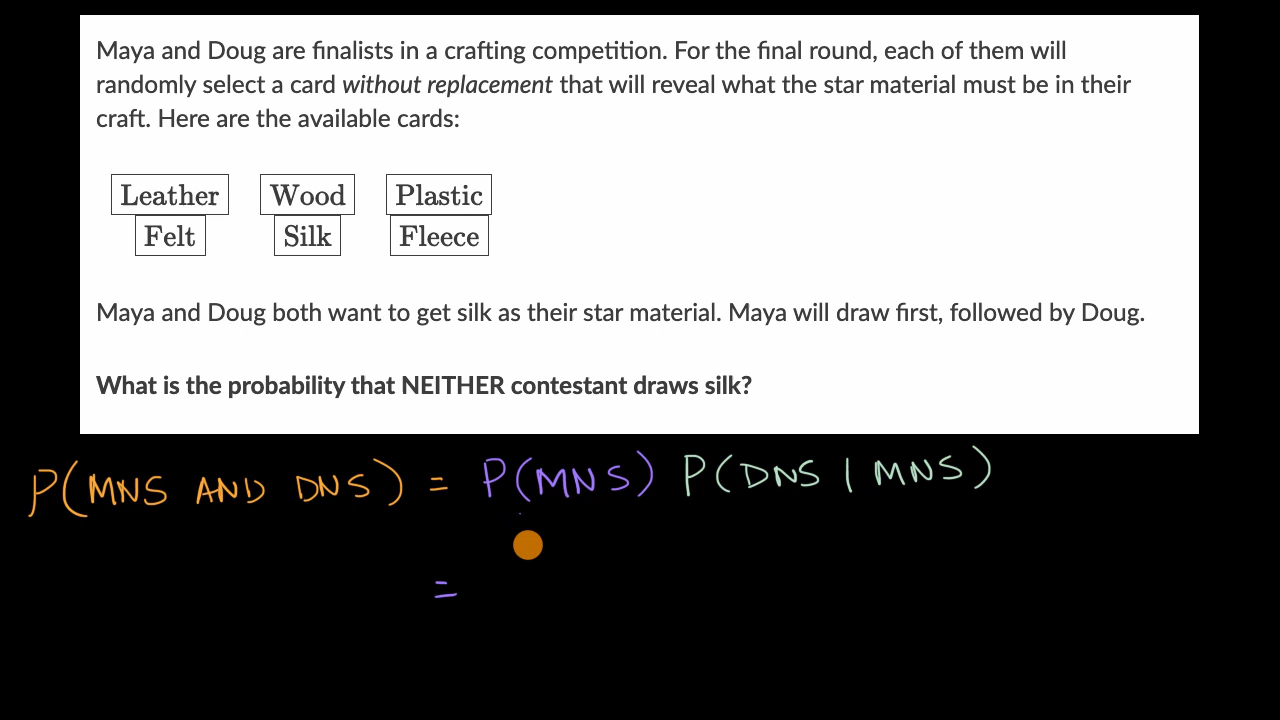 Maya and Doug are finalists in a crafting competition. For the final round, each of them will
randomly select a card without replacement that will reveal what the star material must be in their
craft. Here are the available cards:
Leather Wood Plastic
Felt Silk Fleece
Maya and Doug both want to get silk as their star material. Maya will draw first, followed by Doug.
What is the probability that NEITHER contestant draws silk?
P(MNS AND DNS) = P(MNS) P(DNS | MNS)
=